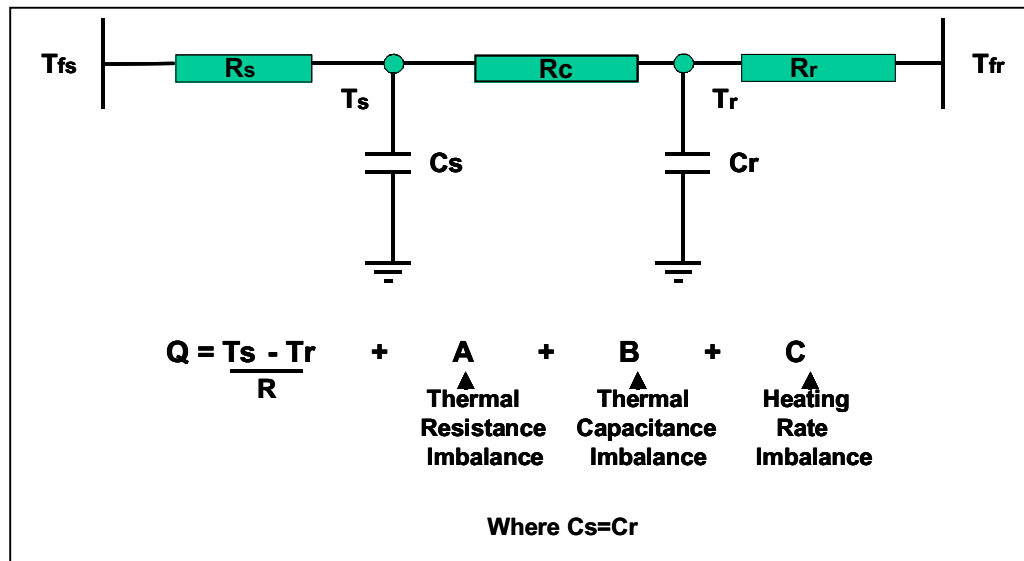 Tfs Rs Rc Rr Tfr
Ts Tr
Cs Cr
Q = Ts - Tr + A + B + C
R
Thermal Thermal Heating
Resistance Capacitance Rate
Imbalance Imbalance Imbalance
Where Cs=Cr